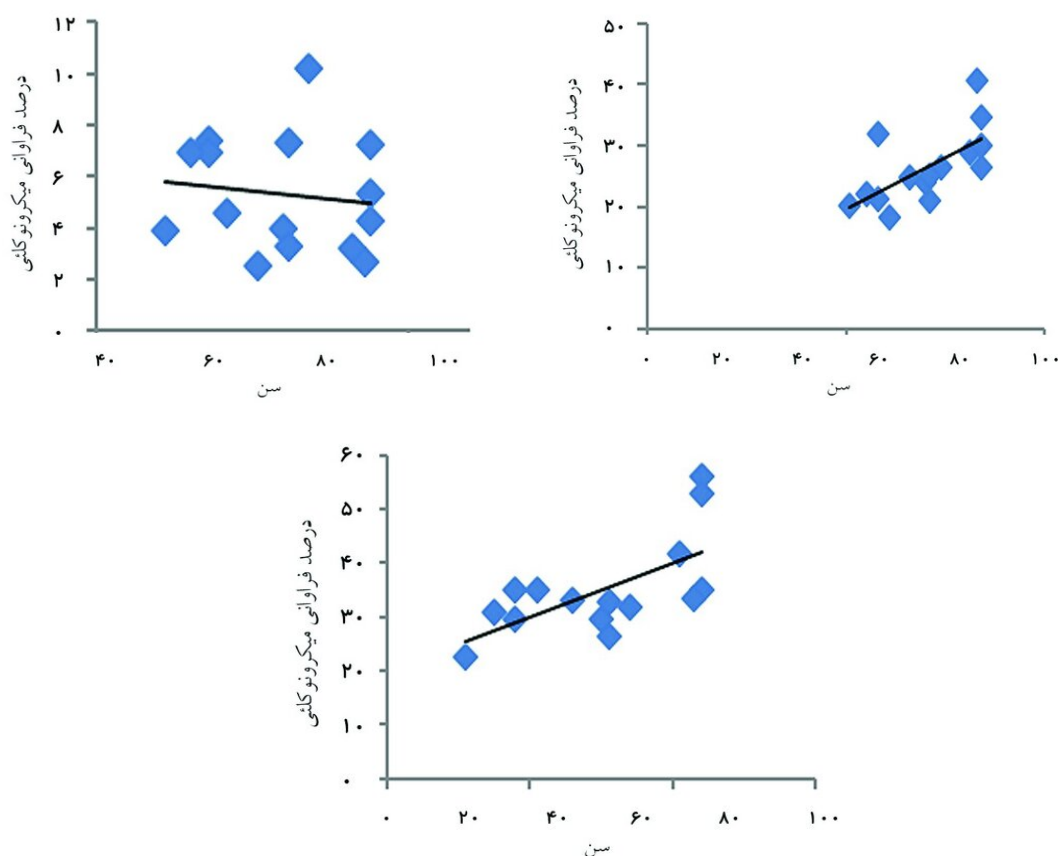 درصد فراوانی میکرونوکلئی
۱۲
۱۰
۸
۶
۴
۲
۰
۴۰ ۶۰ ۸۰ ۱۰۰
سن
درصد فراوانی میکرونوکلئی
۵۰
۴۰
۳۰
۲۰
۱۰
۰
۰ ۲۰ ۴۰ ۶۰ ۸۰ ۱۰۰
سن
درصد فراوانی میکرونوکلئی
۶۰
۵۰
۴۰
۳۰
۲۰
۱۰
۰
۰ ۲۰ ۴۰ ۶۰ ۸۰ ۱۰۰
سن